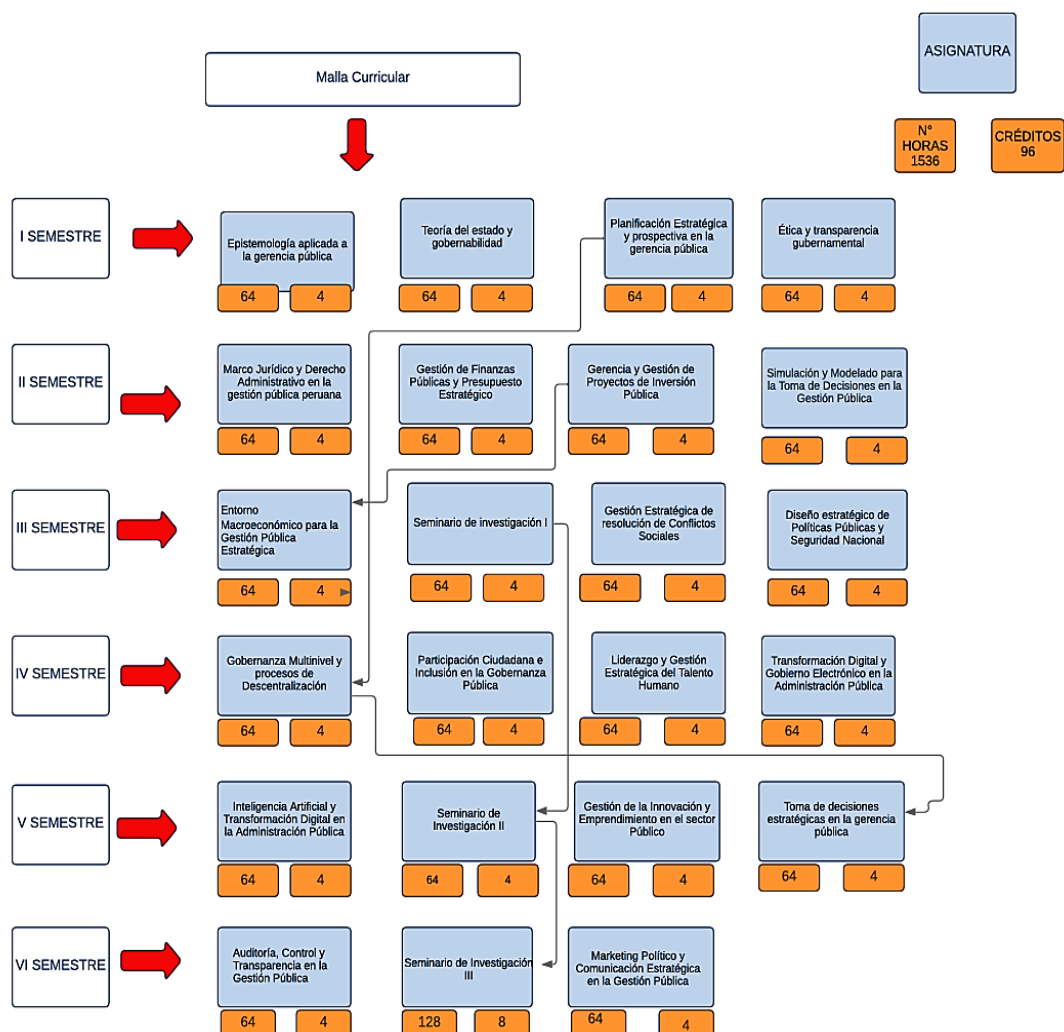 Malla Curricular
ASIGNATURA
N°
HORAS
1536
CRÉDITOS
96
I SEMESTRE
Epistemología aplicada a
la gerencia pública
64
4
Teoría del estado y
gobernabilidad
64
4
Planificación Estratégica
y prospectiva en la
gerencia pública
64
4
Ética y transparencia
gubernamental
64
4
II SEMESTRE
Marco Jurídico y Derecho
Administrativo en la
gestión pública peruana
64
4
Gestión de Finanzas
Públicas y Presupuesto
Estratégico
64
4
Gerencia y Gestión de
Proyectos de Inversión
Pública
64
4
Simulación y Modelado para
la Toma de Decisiones en la
Gestión Pública
64
4
III SEMESTRE
Entorno
Macroeconómico para la
Gestión Pública
Estratégica
64
4
Seminario de investigación I
64
4
Gestión Estratégica de
resolución de Conflictos
Sociales
64
4
Diseño estratégico de
Políticas Públicas y
Seguridad Nacional
64
4
IV SEMESTRE
Gobernanza Multinivel y
procesos de
Descentralización
64
4
Participación Ciudadana e
Inclusión en la Gobernanza
Pública
64
4
Liderazgo y Gestión
Estratégica del Talento
Humano
64
4
Transformación Digital y
Gobierno Electrónico en la
Administración Pública
64
4
V SEMESTRE
Inteligencia Artificial y
Transformación Digital en
la Administración Pública
64
4
Seminario de
Investigación II
64
4
Gestión de la Innovación y
Emprendimiento en el sector
Público
64
4
Toma de decisiones
estratégicas en la gerencia
pública
64
4
VI SEMESTRE
Auditoría, Control y
Transparencia en la
Gestión Pública
64
4
Seminario de Investigación
III
128
8
Marketing Político y
Comunicación Estratégica
en la Gestión Pública
64
4